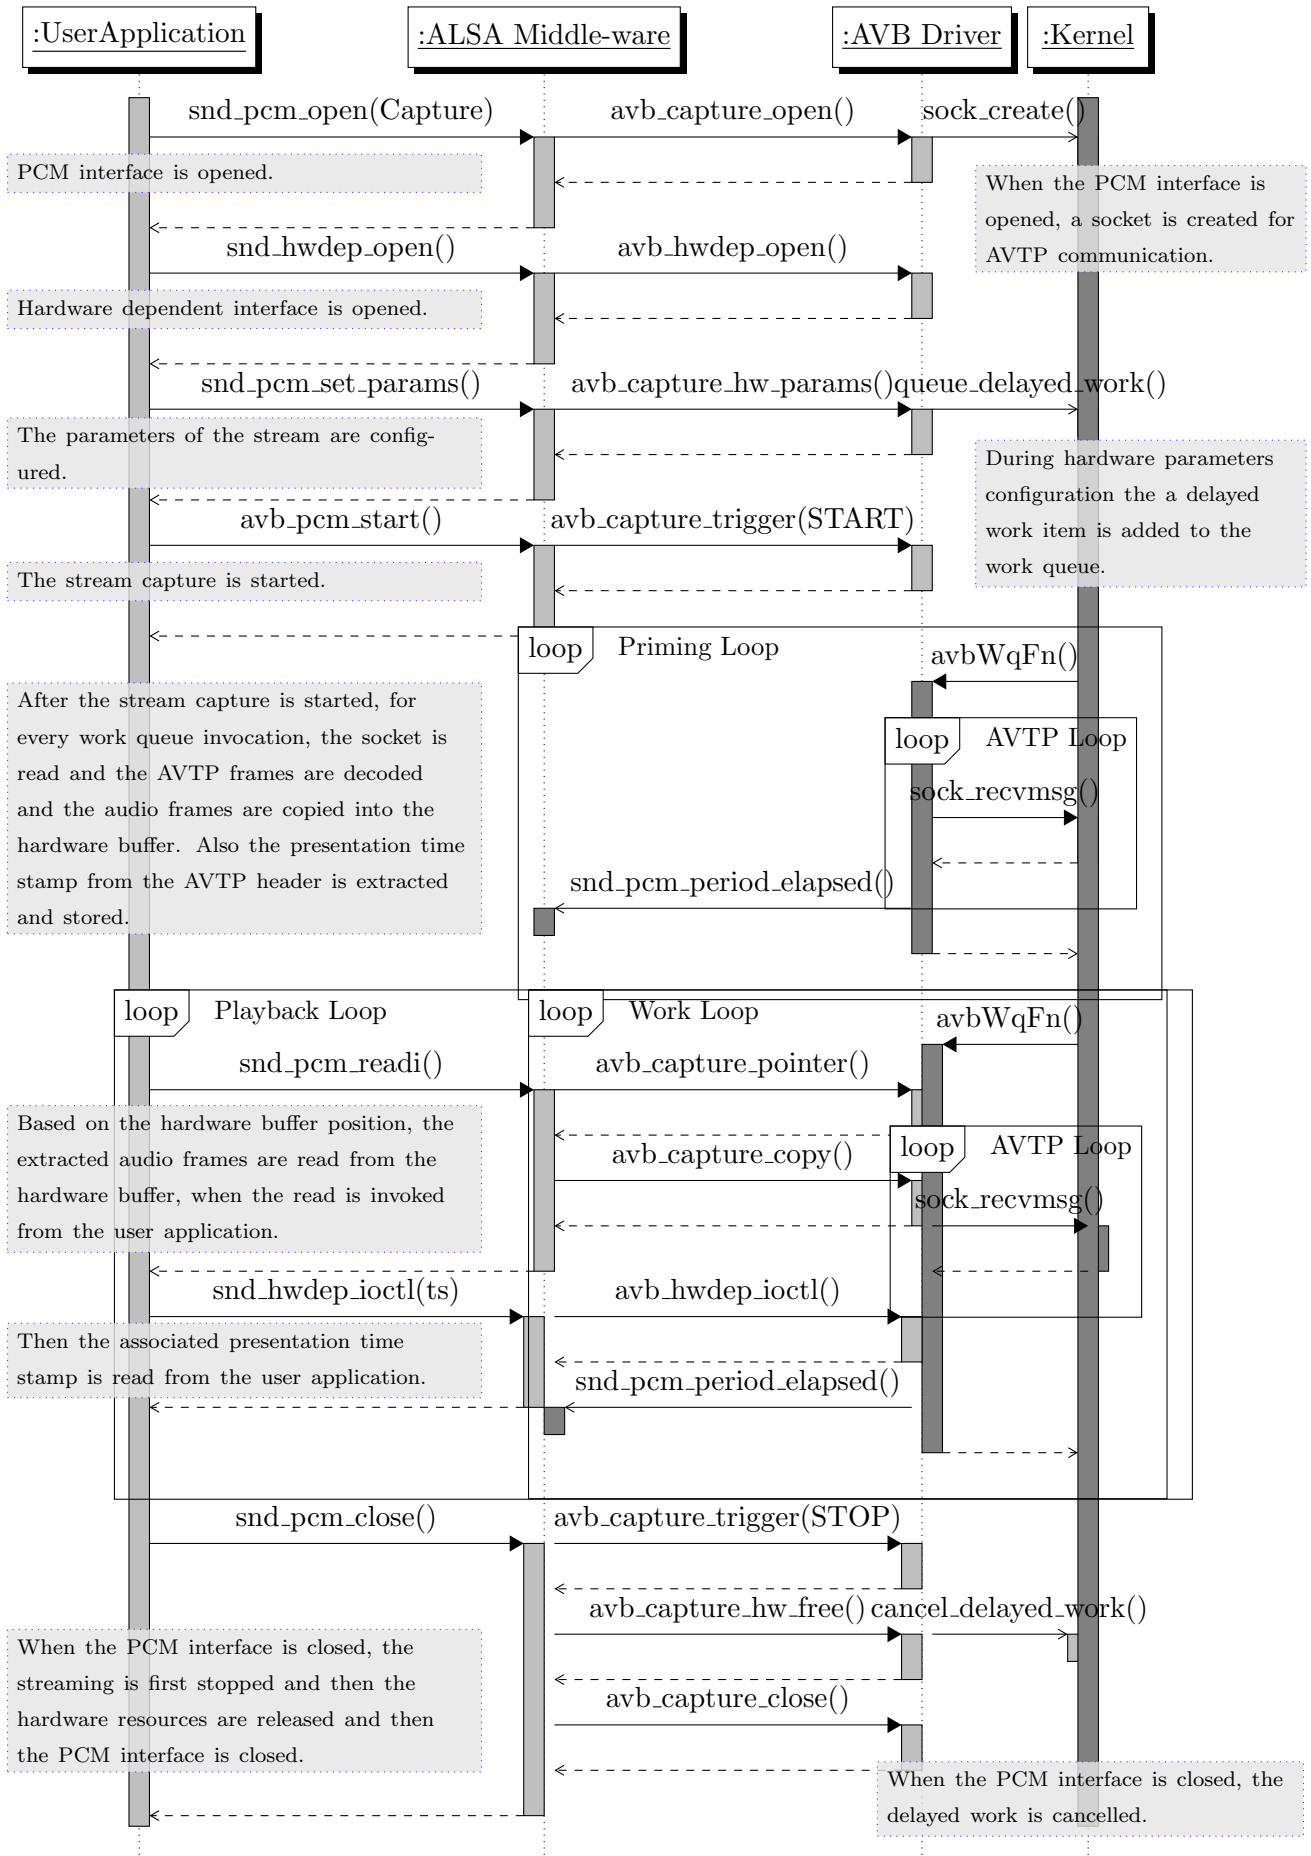 :UserApplication
:ALSA Middle-ware
:AVB Driver
:Kernel
snd_pcm_open(Capture)
avb_capture_open()
sock_create()
PCM interface is opened.
When the PCM interface is
opened, a socket is created for
AVTP communication.
snd_hwdep_open()
avb_hwdep_open()
Hardware dependent interface is opened.
snd_pcm_set_params()
avb_capture_hw_params()
queue_delayed_work()
The parameters of the stream are config-
ured.
During hardware parameters
configuration the a delayed
work item is added to the
work queue.
avb_pcm_start()
avb_capture_trigger(START)
The stream capture is started.
loop
Priming Loop
avbWqFn()
After the stream capture is started, for
every work queue invocation, the socket is
read and the AVTP frames are decoded
and the audio frames are copied into the
hardware buffer. Also the presentation time
stamp from the AVTP header is extracted
and stored.
loop
AVTP Loop
sock_recvmsg()
snd_pcm_period_elapsed()
loop
Playback Loop
loop
Work Loop
avbWqFn()
snd_pcm_readi()
avb_capture_pointer()
Based on the hardware buffer position, the
extracted audio frames are read from the
hardware buffer, when the read is invoked
from the user application.
loop
AVTP Loop
avb_capture_copy()
sock_recvmsg()
snd_hwdep_ioctl(ts)
avb_hwdep_ioctl()
Then the associated presentation time
stamp is read from the user application.
snd_pcm_period_elapsed()
snd_pcm_close()
avb_capture_trigger(STOP)
avb_capture_hw_free()
cancel_delayed_work()
When the PCM interface is closed, the
streaming is first stopped and then the
hardware resources are released and then
the PCM interface is closed.
avb_capture_close()
When the PCM interface is closed, the
delayed work is cancelled.